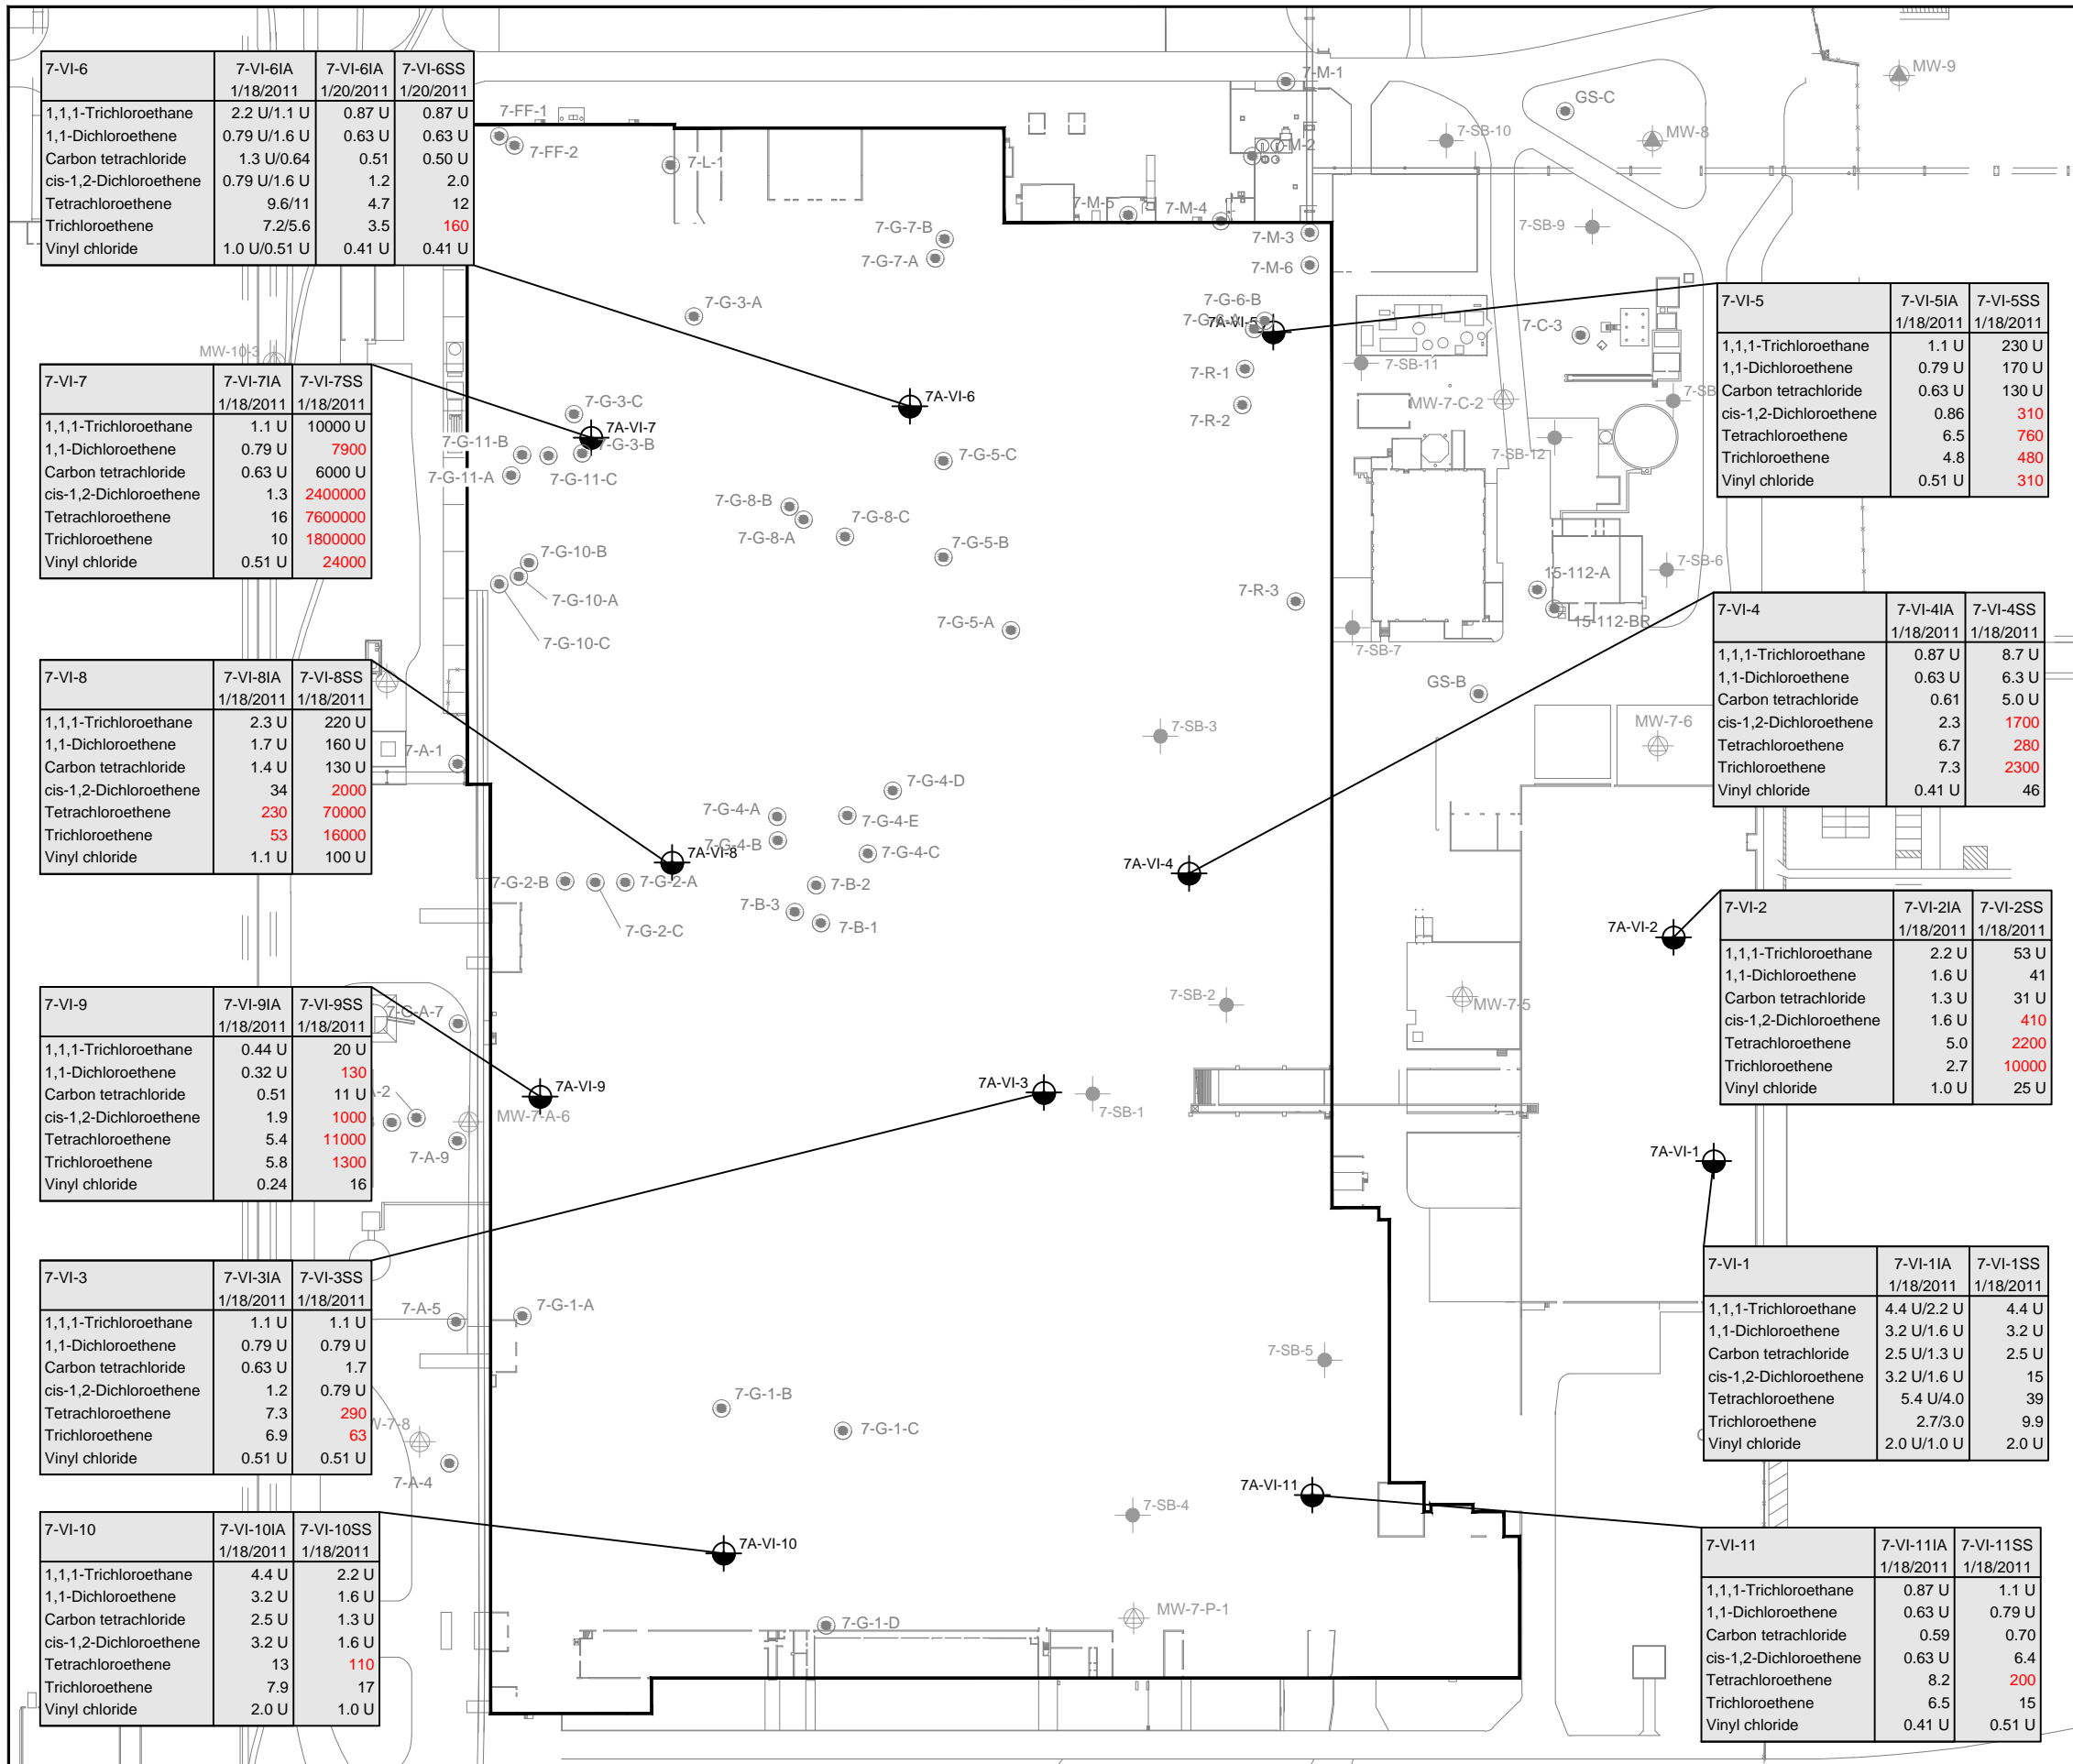 7-VI-6 7-VI-6IA 7-VI-6IA 7-VI-6SS
1/18/2011 1/20/2011 1/20/2011
1,1,1-Trichloroethane 2.2 U/1.1 U 0.87 U 0.87 U
1,1-Dichloroethene 0.79 U/1.6 U 0.63 U 0.63 U
Carbon tetrachloride 1.3 U/0.64 0.51 0.50 U
cis-1,2-Dichloroethene 0.79 U/1.6 U 1.2 2.0
Tetrachloroethene 9.6/11 4.7 12
Trichloroethene 7.2/5.6 3.5 160
Vinyl chloride 1.0 U/0.51 U 0.41 U 0.41 U
7-VI-7 7-VI-7IA 7-VI-7SS
1/18/2011 1/18/2011
1,1,1-Trichloroethane 1.1 U 10000 U
1,1-Dichloroethene 0.79 U 7900
Carbon tetrachloride 0.63 U 6000 U
cis-1,2-Dichloroethene 1.3 2400000
Tetrachloroethene 16 7600000
Trichloroethene 10 1800000
Vinyl chloride 0.51 U 24000
7-VI-8 7-VI-8IA 7-VI-8SS
1/18/2011 1/18/2011
1,1,1-Trichloroethane 2.3 U 220 U
1,1-Dichloroethene 1.7 U 160 U
Carbon tetrachloride 1.4 U 130 U
cis-1,2-Dichloroethene 34 2000
Tetrachloroethene 230 70000
Trichloroethene 53 16000
Vinyl chloride 1.1 U 100 U
7-VI-9 7-VI-9IA 7-VI-9SS
1/18/2011 1/18/2011
1,1,1-Trichloroethane 0.44 U 20 U
1,1-Dichloroethene 0.32 U 130
Carbon tetrachloride 0.51 11 U
cis-1,2-Dichloroethene 1.9 1000
Tetrachloroethene 5.4 11000
Trichloroethene 5.8 1300
Vinyl chloride 0.24 16
7-VI-3 7-VI-3IA 7-VI-3SS
1/18/2011 1/18/2011
1,1,1-Trichloroethane 1.1 U 1.1 U
1,1-Dichloroethene 0.79 U 0.79 U
Carbon tetrachloride 0.63 U 1.7
cis-1,2-Dichloroethene 1.2 0.79 U
Tetrachloroethene 7.3 290
Trichloroethene 6.9 63
Vinyl chloride 0.51 U 0.51 U
7-VI-10 7-VI-10IA 7-VI-10SS
1/18/2011 1/18/2011
1,1,1-Trichloroethane 4.4 U 2.2 U
1,1-Dichloroethene 3.2 U 1.6 U
Carbon tetrachloride 2.5 U 1.3 U
cis-1,2-Dichloroethene 3.2 U 1.6 U
Tetrachloroethene 13 110
Trichloroethene 7.9 17
Vinyl chloride 2.0 U 1.0 U
7-VI-5 7-VI-5IA 7-VI-5SS
1/18/2011 1/18/2011
1,1,1-Trichloroethane 1.1 U 230 U
1,1-Dichloroethene 0.79 U 170 U
Carbon tetrachloride 0.63 U 130 U
cis-1,2-Dichloroethene 0.86 310
Tetrachloroethene 6.5 760
Trichloroethene 4.8 480
Vinyl chloride 0.51 U 310
7-VI-4 7-VI-4IA 7-VI-4SS
1/18/2011 1/18/2011
1,1,1-Trichloroethane 0.87 U 8.7 U
1,1-Dichloroethene 0.63 U 6.3 U
Carbon tetrachloride 0.61 5.0 U
cis-1,2-Dichloroethene 2.3 1700
Tetrachloroethene 6.7 280
Trichloroethene 7.3 2300
Vinyl chloride 0.41 U 46
7-VI-2 7-VI-2IA 7-VI-2SS
1/18/2011 1/18/2011
1,1,1-Trichloroethane 2.2 U 53 U
1,1-Dichloroethene 1.6 U 41
Carbon tetrachloride 1.3 U 31 U
cis-1,2-Dichloroethene 1.6 U 410
Tetrachloroethene 5.0 2200
Trichloroethene 2.7 10000
Vinyl chloride 1.0 U 25 U
7-VI-1 7-VI-1IA 7-VI-1SS
1/18/2011 1/18/2011
1,1,1-Trichloroethane 4.4 U/2.2 U 4.4 U
1,1-Dichloroethene 3.2 U/1.6 U 3.2 U
Carbon tetrachloride 2.5 U/1.3 U 2.5 U
cis-1,2-Dichloroethene 3.2 U/1.6 U 15
Tetrachloroethene 5.4 U/4.0 39
Trichloroethene 2.7/3.0 9.9
Vinyl chloride 2.0 U/1.0 U 2.0 U
7-VI-11 7-VI-11IA 7-VI-11SS
1/18/2011 1/18/2011
1,1,1-Trichloroethane 0.87 U 1.1 U
1,1-Dichloroethene 0.63 U 0.79 U
Carbon tetrachloride 0.59 0.70
cis-1,2-Dichloroethene 0.63 U 6.4
Tetrachloroethene 8.2 200
Trichloroethene 6.5 15
Vinyl chloride 0.41 U 0.51 U
7-M-1
MW-9
GS-C
7-FF-1
7-FF-2
7-L-1
7-M-2
7-SB-10
MW-8
7-M-5
7-M-4
7-M-3
7-SB-9
7-G-7-B
7-G-7-A
7-M-6
7-G-3-A
7-G-6-B
7-G-6-A
7A-VI-5
7-C-3
MW-10-3
7-R-1
7-SB-11
7-R-2
MW-7-C-2
7-SB
7A-VI-6
7-G-3-C
7A-VI-7
7-G-3-B
7-G-11-B
7-G-11-A
7-G-11-C
7-G-5-C
7-SB-12
7-G-8-B
7-G-8-A
7-G-8-C
7-G-10-B
7-G-10-A
7-G-10-C
7-G-5-B
7-G-5-A
7-R-3
15-112-A
15-112-BR
7-SB-6
7-SB-7
GS-B
MW-7-6
7-SB-3
7-A-1
7-G-4-D
7-G-4-A
7-G-4-E
7-G-4-B
7-G-4-C
7A-VI-8
7A-VI-4
7-G-2-B
7-G-2-A
7-G-2-C
7-B-2
7-B-3
7-B-1
7A-VI-2
7-SB-2
MW-7-5
7-G-A-7
7A-VI-9
7A-VI-3
7-SB-1
A-2
MW-7-A-6
7-A-9
7A-VI-1
7-A-5
7-G-1-A
7-SB-5
7-G-1-B
7-G-1-C
W-7-8
7-A-4
7A-VI-11
7-SB-4
7A-VI-10
7-G-1-D
MW-7-P-1